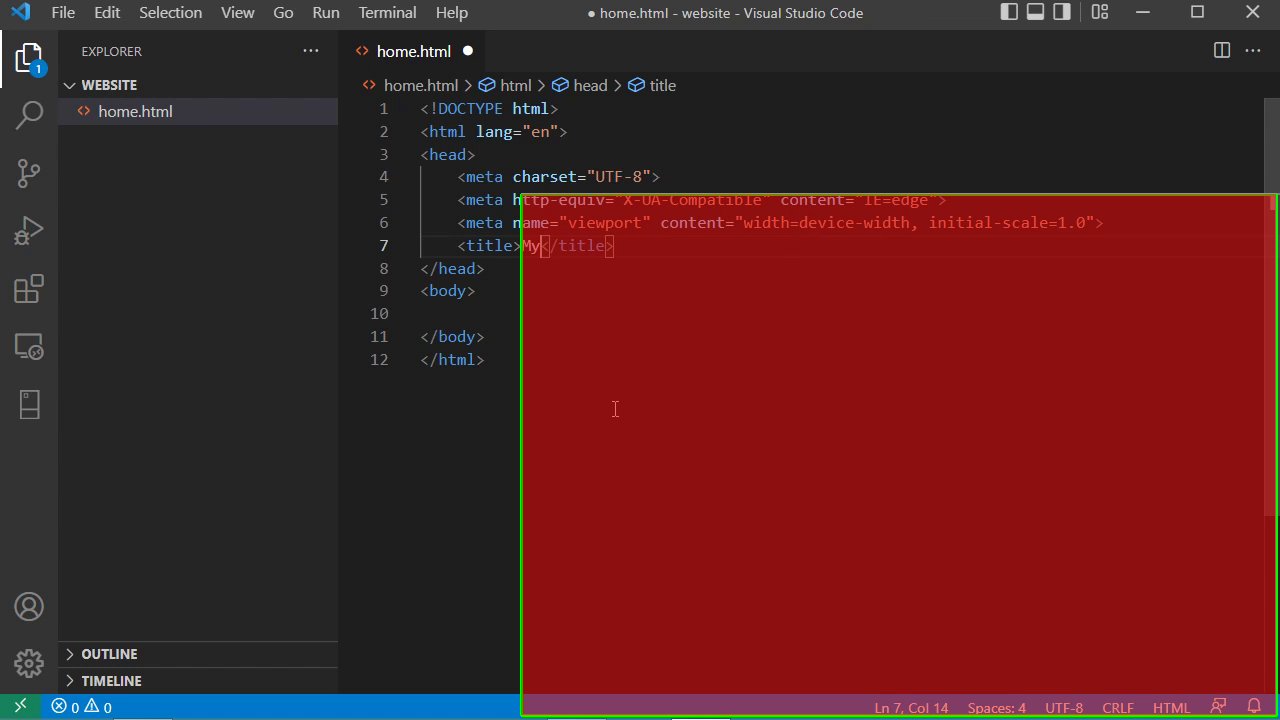 File Edit Selection View Go Run Terminal Help ● home.html - website - Visual Studio Code
EXPLORER
home.html
1
WEBSITE
home.html > html > head > title
home.html
1 <!DOCTYPE html>
2 <html lang="en">
3 <head>
4 <meta charset="UTF-8">
5 <meta http-equiv="X-UA-Compatible" content="IE=edge">
6 <meta name="viewport" content="width=device-width, initial-scale=1.0">
7 <title>My</title>
8 </head>
9 <body>
10
11 </body>
12 </html>
OUTLINE
TIMELINE
0 0 Ln 7, Col 14 Spaces: 4 UTF-8 CRLF HTML